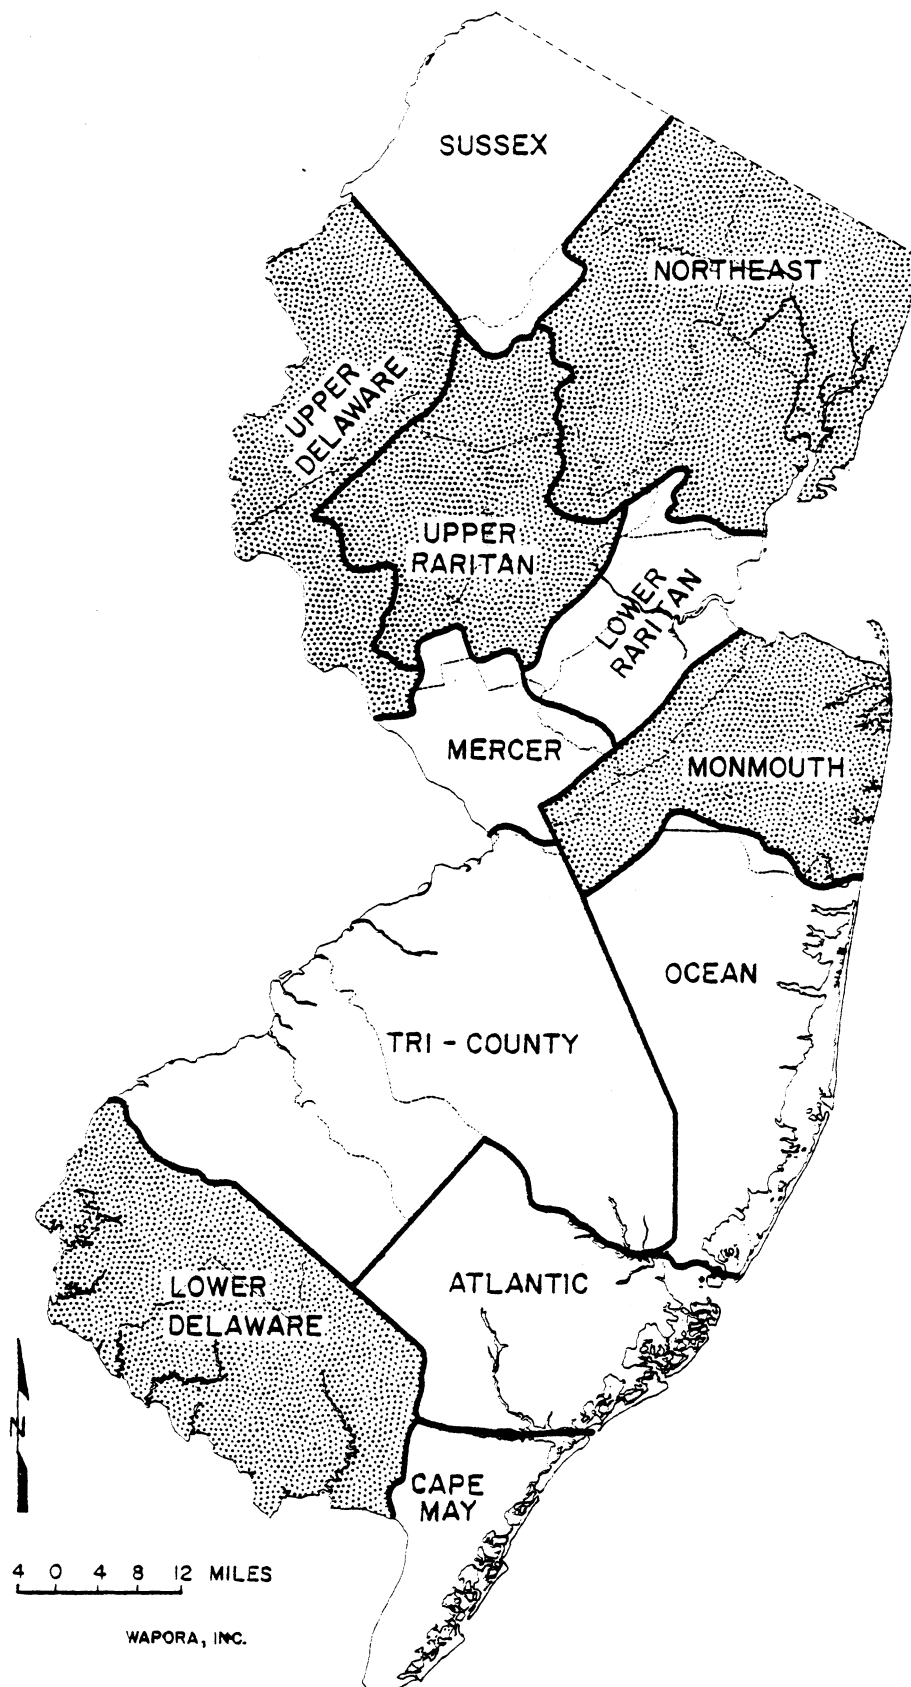 SUSSEX
NORTHEAST
UPPER
DELAWARE
UPPER
RARITAN
LOWER
RARITAN
MERCER
MONMOUTH
OCEAN
TRI - COUNTY
ATLANTIC
LOWER
DELAWARE
N
CAPE
MAY
4 0 4 8 12 MILES
WAPORA, INC.